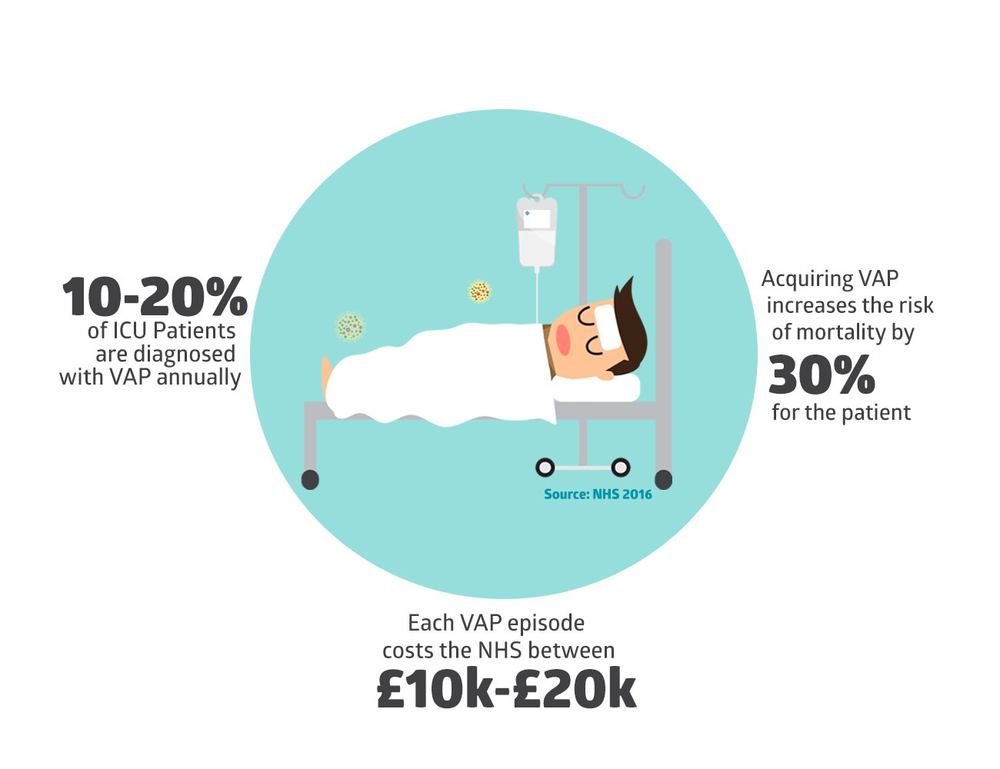 10-20%
of ICU Patients
are diagnosed
with VAP annually
Acquiring VAP
increases the risk
of mortality by
30%
for the patient
Source: NHS 2016
Each VAP episode
costs the NHS between
£10k-£20k